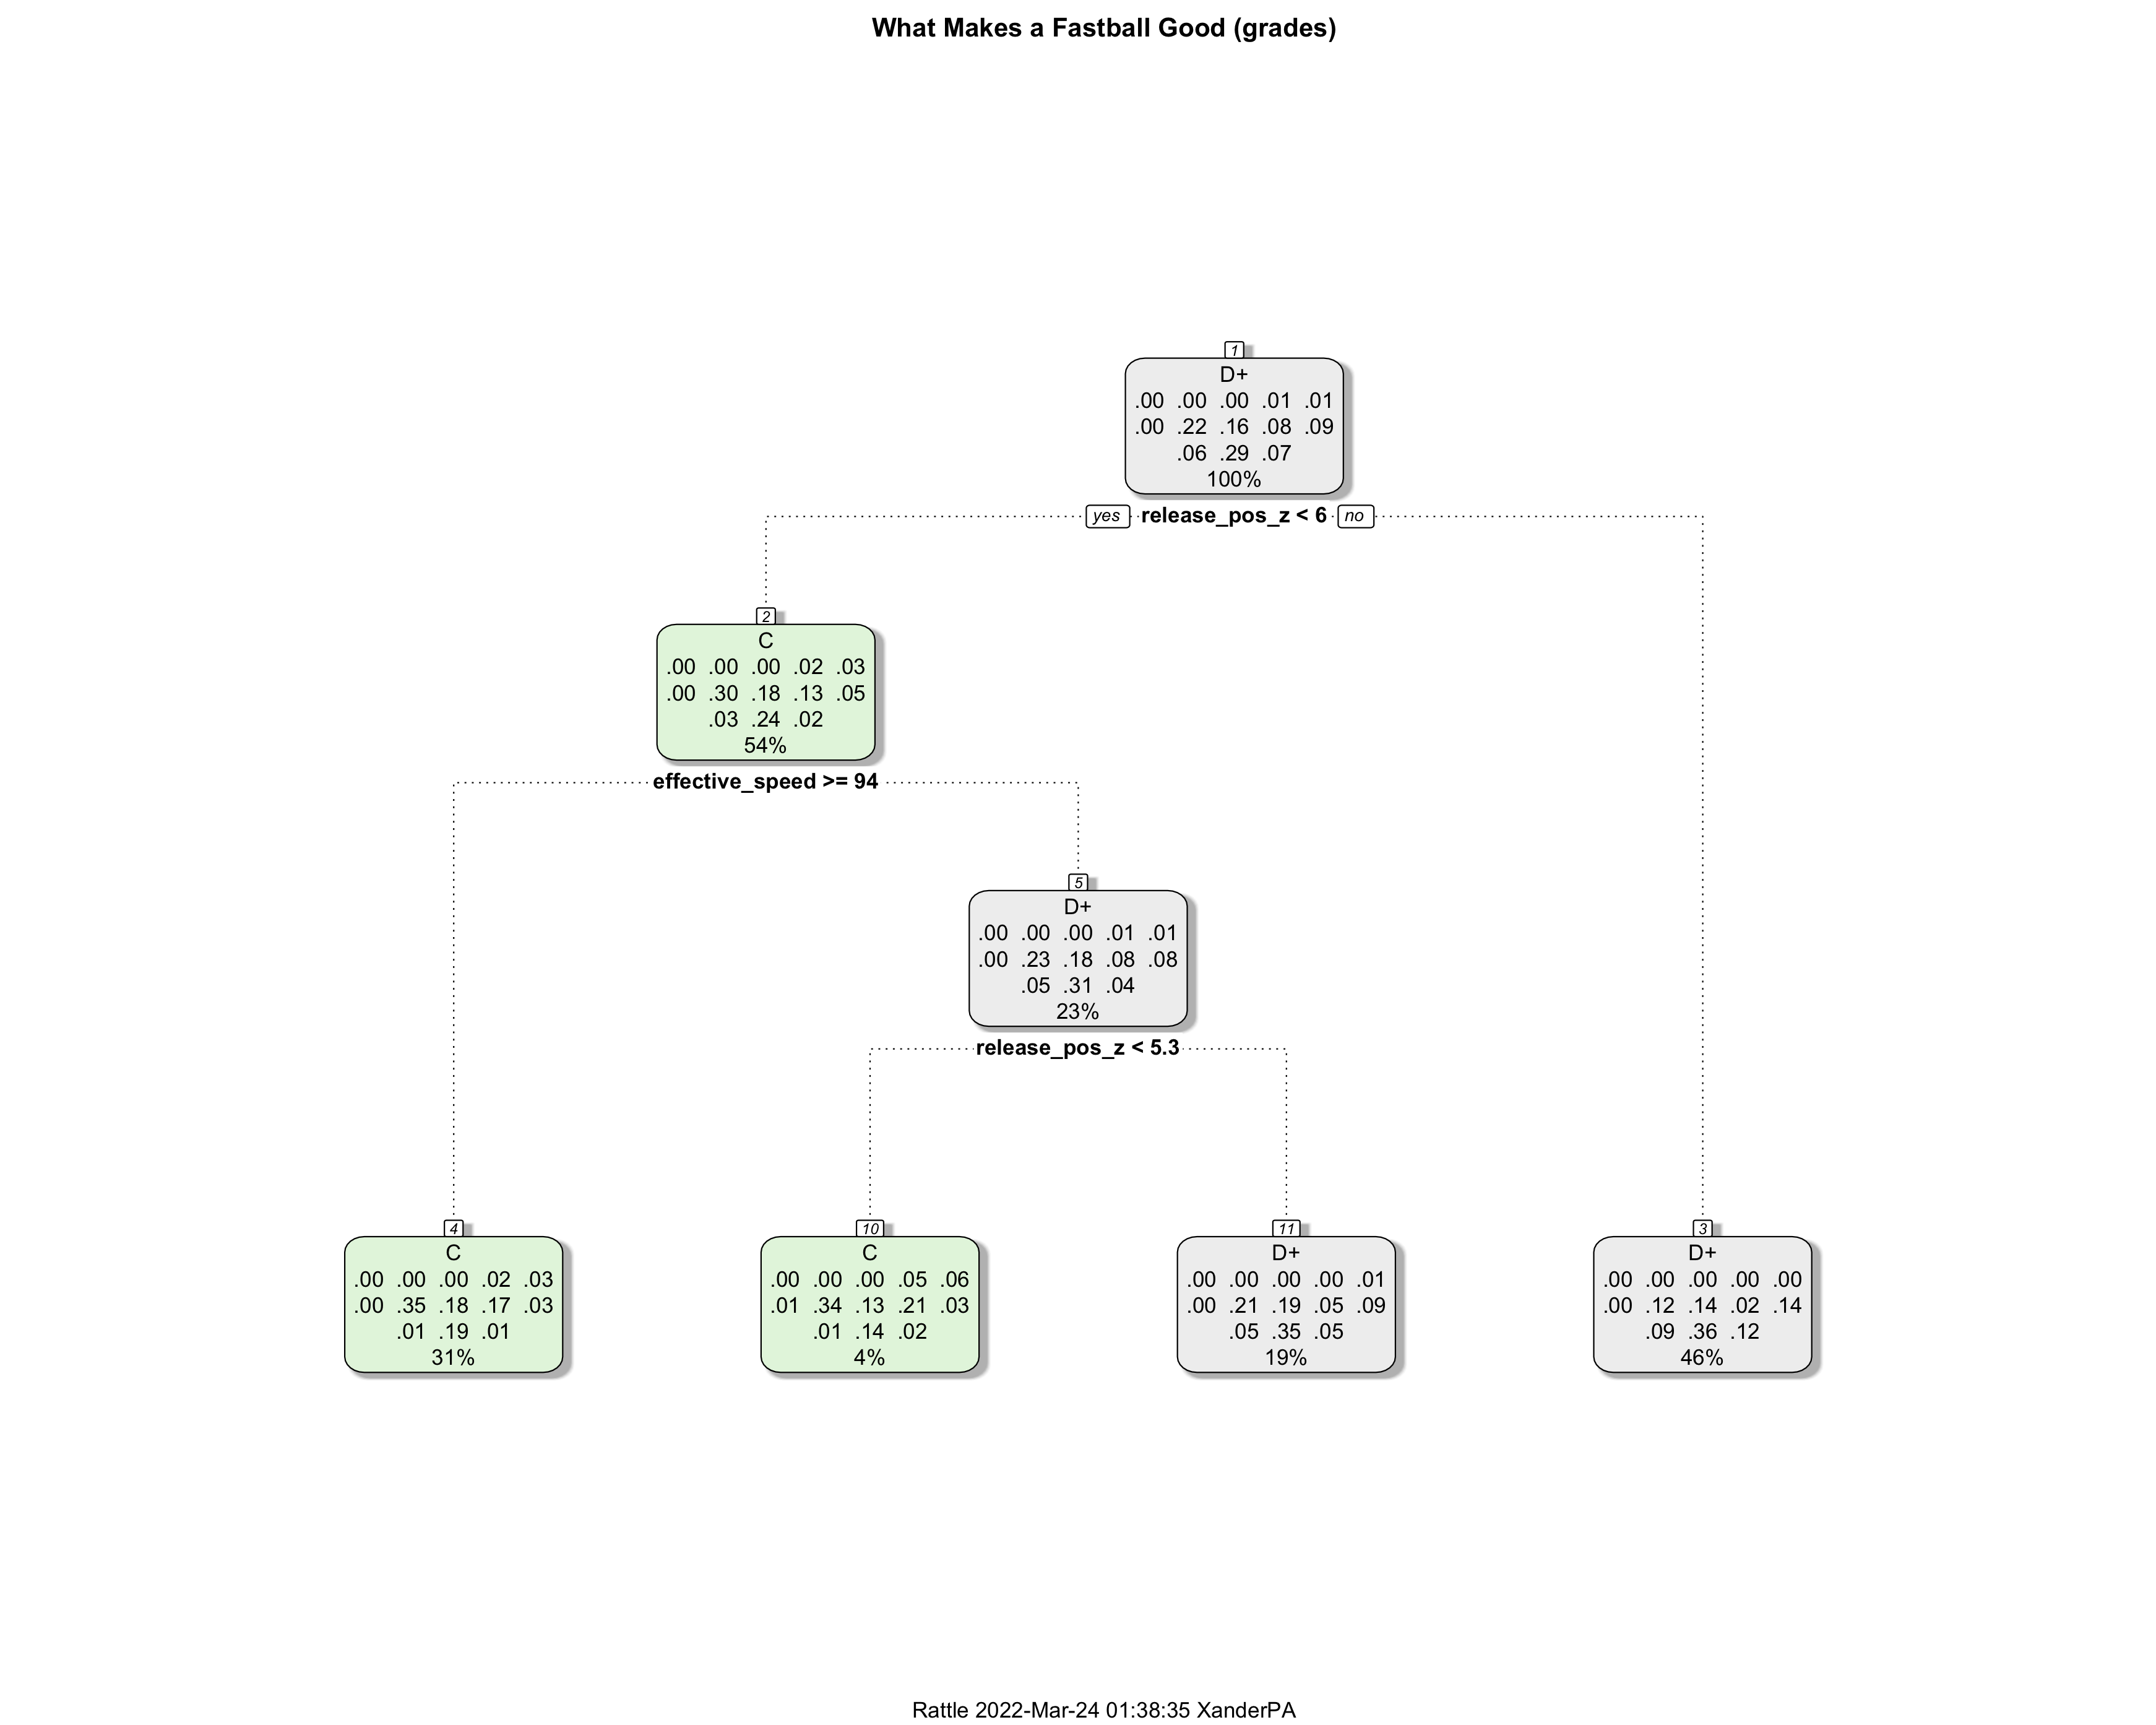 What Makes a Fastball Good (grades)
1
D+
.00 .00 .00 .01 .01
.00 .22 .16 .08 .09
.06 .29 .07
100%
yes release_pos_z < 6 no
2
C
.00 .00 .00 .02 .03
.00 .30 .18 .13 .05
.03 .24 .02
54%
effective_speed >= 94
5
D+
.00 .00 .00 .01 .01
.00 .23 .18 .08 .08
.05 .31 .04
23%
release_pos_z < 5.3
4
C
.00 .00 .00 .02 .03
.00 .35 .18 .17 .03
.01 .19 .01
31%
10
C
.00 .00 .00 .05 .06
.01 .34 .13 .21 .03
.01 .14 .02
4%
11
D+
.00 .00 .00 .00 .01
.00 .21 .19 .05 .09
.05 .35 .05
19%
3
D+
.00 .00 .00 .00 .00
.00 .12 .14 .02 .14
.09 .36 .12
46%
Rattle 2022-Mar-24 01:38:35 XanderPA